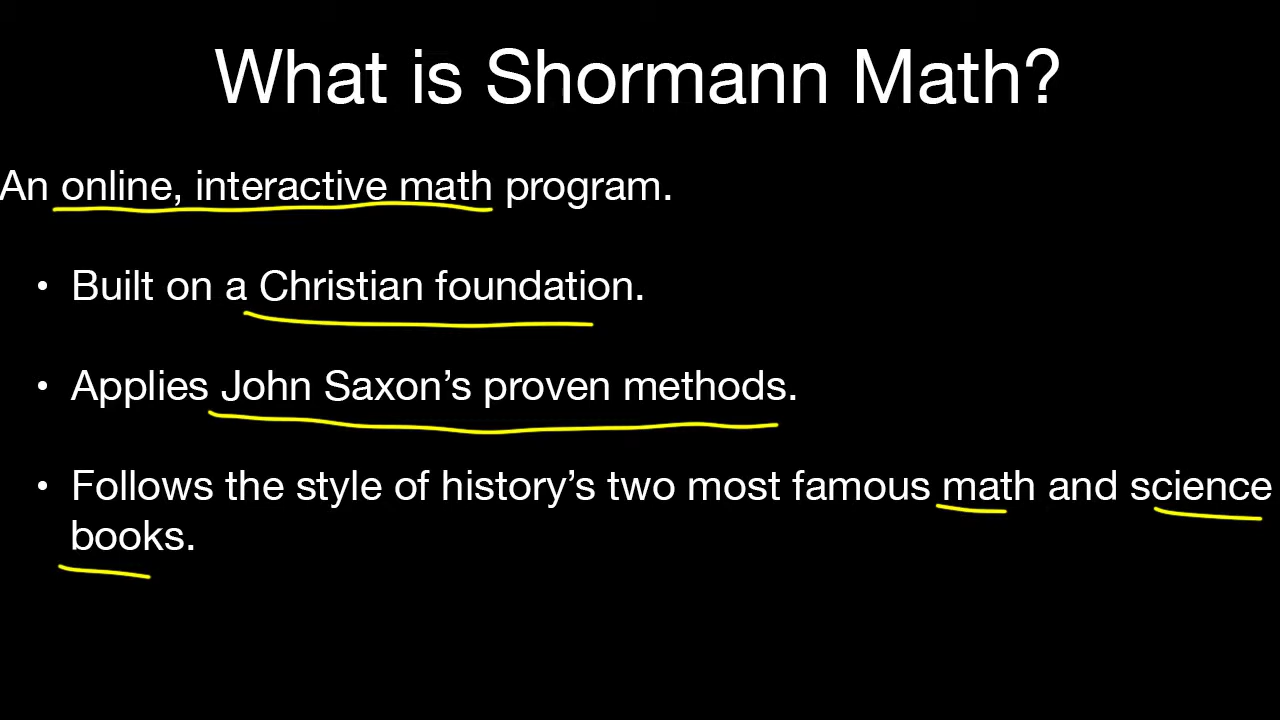 What is Shormann Math?
An online, interactive math program.
• Built on a Christian foundation.
• Applies John Saxon’s proven methods.
• Follows the style of history’s two most famous math and science
books.